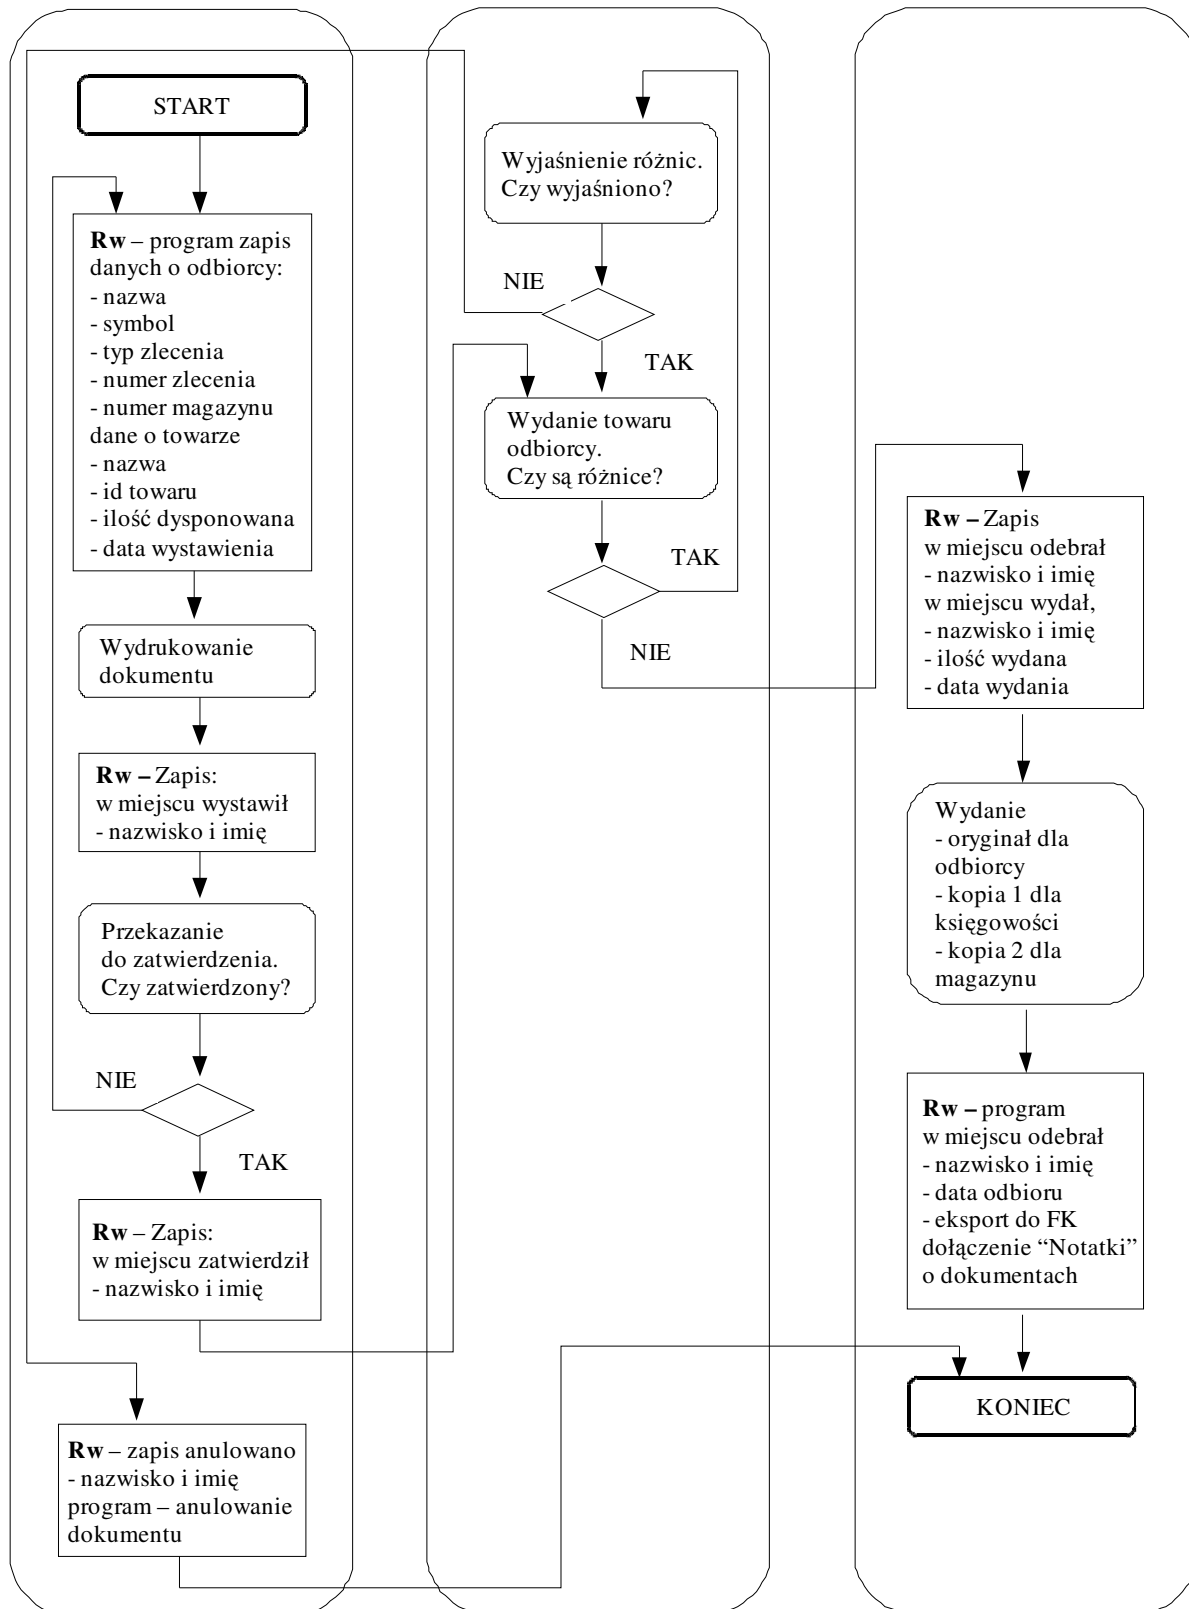 START
Rw – program zapis
danych o odbiorcy:
- nazwa
- symbol
- typ zlecenia
- numer zlecenia
- numer magazynu
dane o towarze
- nazwa
- id towaru
- ilość dysponowana
- data wystawienia
Wydrukowanie
dokumentu
Rw – Zapis:
w miejscu wystawił
- nazwisko i imię
Przekazanie
do zatwierdzenia.
Czy zatwierdzony?
NIE
TAK
Rw – Zapis:
w miejscu zatwierdził
- nazwisko i imię
Rw – zapis anulowano
- nazwisko i imię
program – anulowanie
dokumentu
Wyjaśnienie różnic.
Czy wyjaśniono?
NIE
TAK
Wydanie towaru
odbiorcy.
Czy są różnice?
TAK
NIE
Rw – Zapis
w miejscu odebrał
- nazwisko i imię
w miejscu wydał,
- nazwisko i imię
- ilość wydana
- data wydania
Wydanie
- oryginał dla
odbiorcy
- kopia 1 dla
księgowości
- kopia 2 dla
magazynu
Rw – program
w miejscu odebrał
- nazwisko i imię
- data odbioru
- eksport do FK
dołączenie “Notatki”
o dokumentach
KONIEC